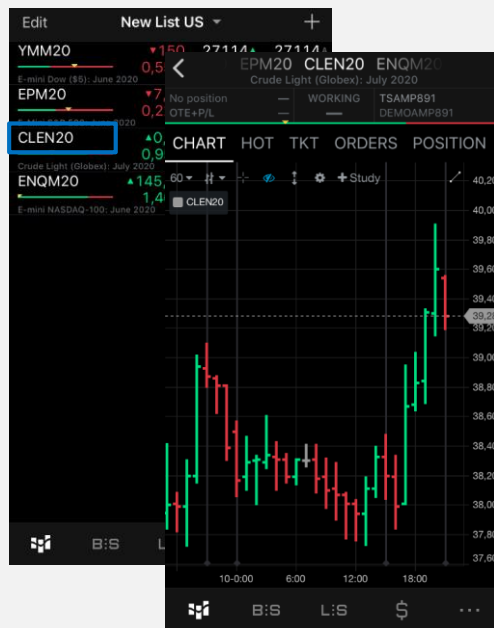 Edit New List US +
YMM20 ▾150 27114▴ 27114▴
0,5
E-mini Dow ($5): June 2020
EPM20 ▾7,
0,2
CLEN20 ▴0,
0,9
Crude Light (Globex): July 2020
ENQM20 ▴145,
1,4
E-mini NASDAQ-100: June 2020
B:S L
EPM20 CLEN20 ENQM20
Crude Light (Globex): July 2020
No position — WORKING TSAMP891
OTE+P/L — — DEMOAMP891
CHART HOT TKT ORDERS POSITION
60 +Study
CLEN20
40,20
40,00
39,80
39,60
39,40
39,20
39,00
38,80
38,60
38,40
38,20
38,00
37,80
37,60
10-0:00 6:00 12:00 18:00
B:S L:S $ ...